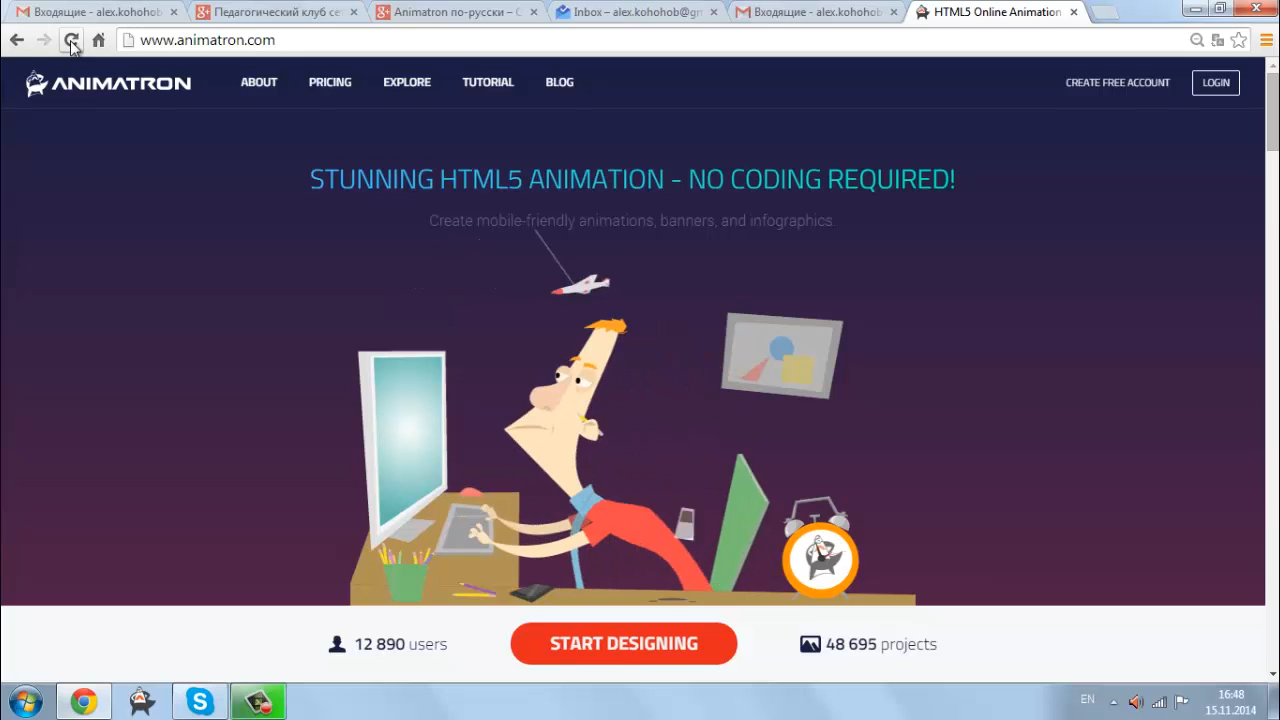 Входящие - alex.kohohob
Педагогический клуб се
Animatron по-русски – G
Inbox – alex.kohohob@gm
Входящие - alex.kohohob
HTML5 Online Animation
www.animatron.com
ANIMATRON
ABOUT
PRICING
EXPLORE
TUTORIAL
BLOG
CREATE FREE ACCOUNT
LOGIN
STUNNING HTML5 ANIMATION - NO CODING REQUIRED!
Create mobile-friendly animations, banners, and infographics.
12 890 users
START DESIGNING
48 695 projects
EN
16:48
15.11.2014